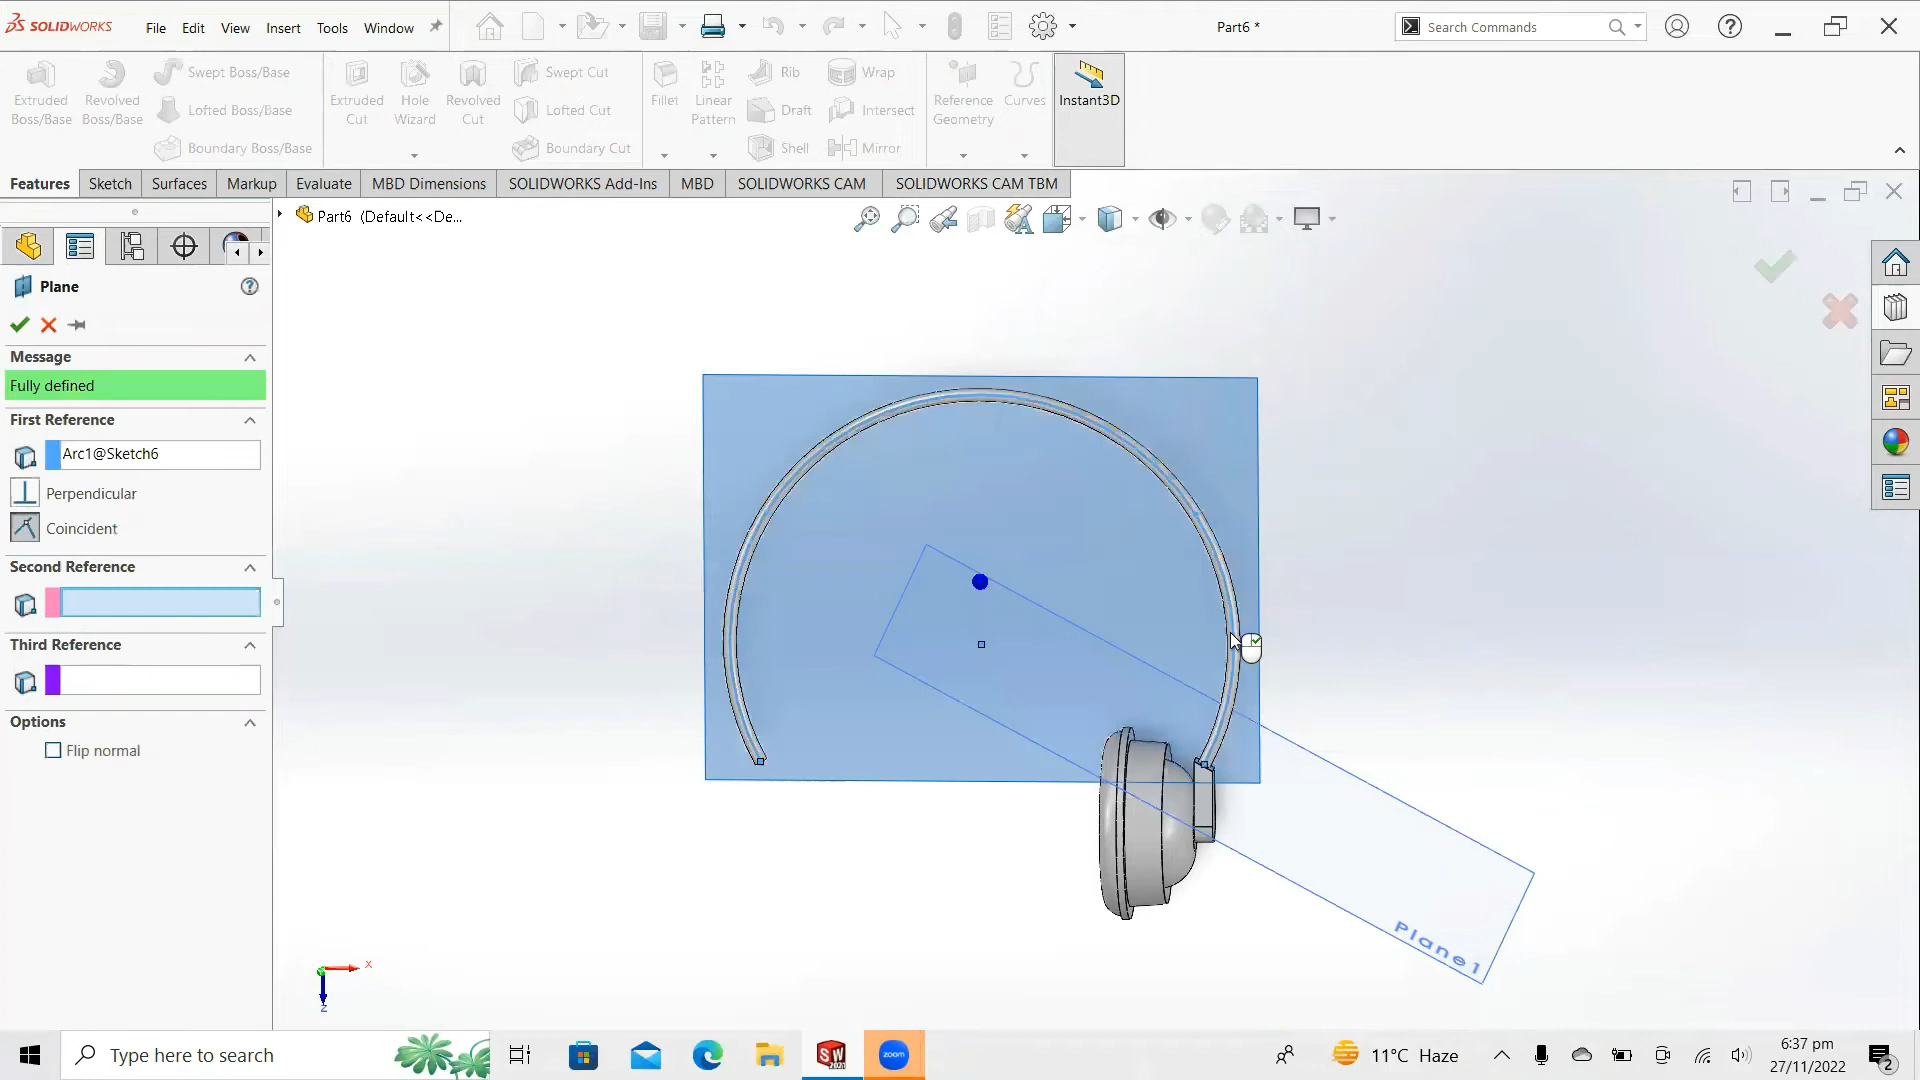 SOLIDWORKS
File
Edit
View
Insert
Tools
Window
Part6 *
Search Commands
Extruded
Boss/Base
Revolved
Boss/Base
Swept Boss/Base
Lofted Boss/Base
Boundary Boss/Base
Extruded
Cut
Hole
Wizard
Revolved
Cut
Swept Cut
Lofted Cut
Boundary Cut
Fillet
Linear
Pattern
Rib
Draft
Shell
Wrap
Intersect
Mirror
Reference
Geometry
Curves
Instant3D
Features
Sketch
Surfaces
Markup
Evaluate
MBD Dimensions
SOLIDWORKS Add-Ins
MBD
SOLIDWORKS CAM
SOLIDWORKS CAM TBM
Part6 (Default<<De...
Plane
Message
Fully defined
First Reference
Arc1@Sketch6
Perpendicular
Coincident
Second Reference
Third Reference
Options
Flip normal
Plane1
x
z
Type here to search
zoom
11°C Haze
6:37 pm
27/11/2022
2